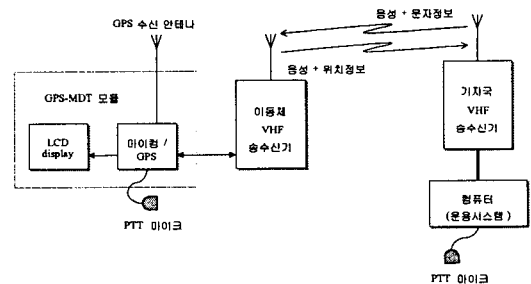 GPS 수신 안테나
음성 + 문자정보
음성 + 위치정보
GPS-MDT 모듈
LCD
display
마이컴 /
GPS
이동체
VHF
송수신기
기지국
VHF
송수신기
컴퓨터
(운용시스템)
PTT 마이크
PTT 마이크